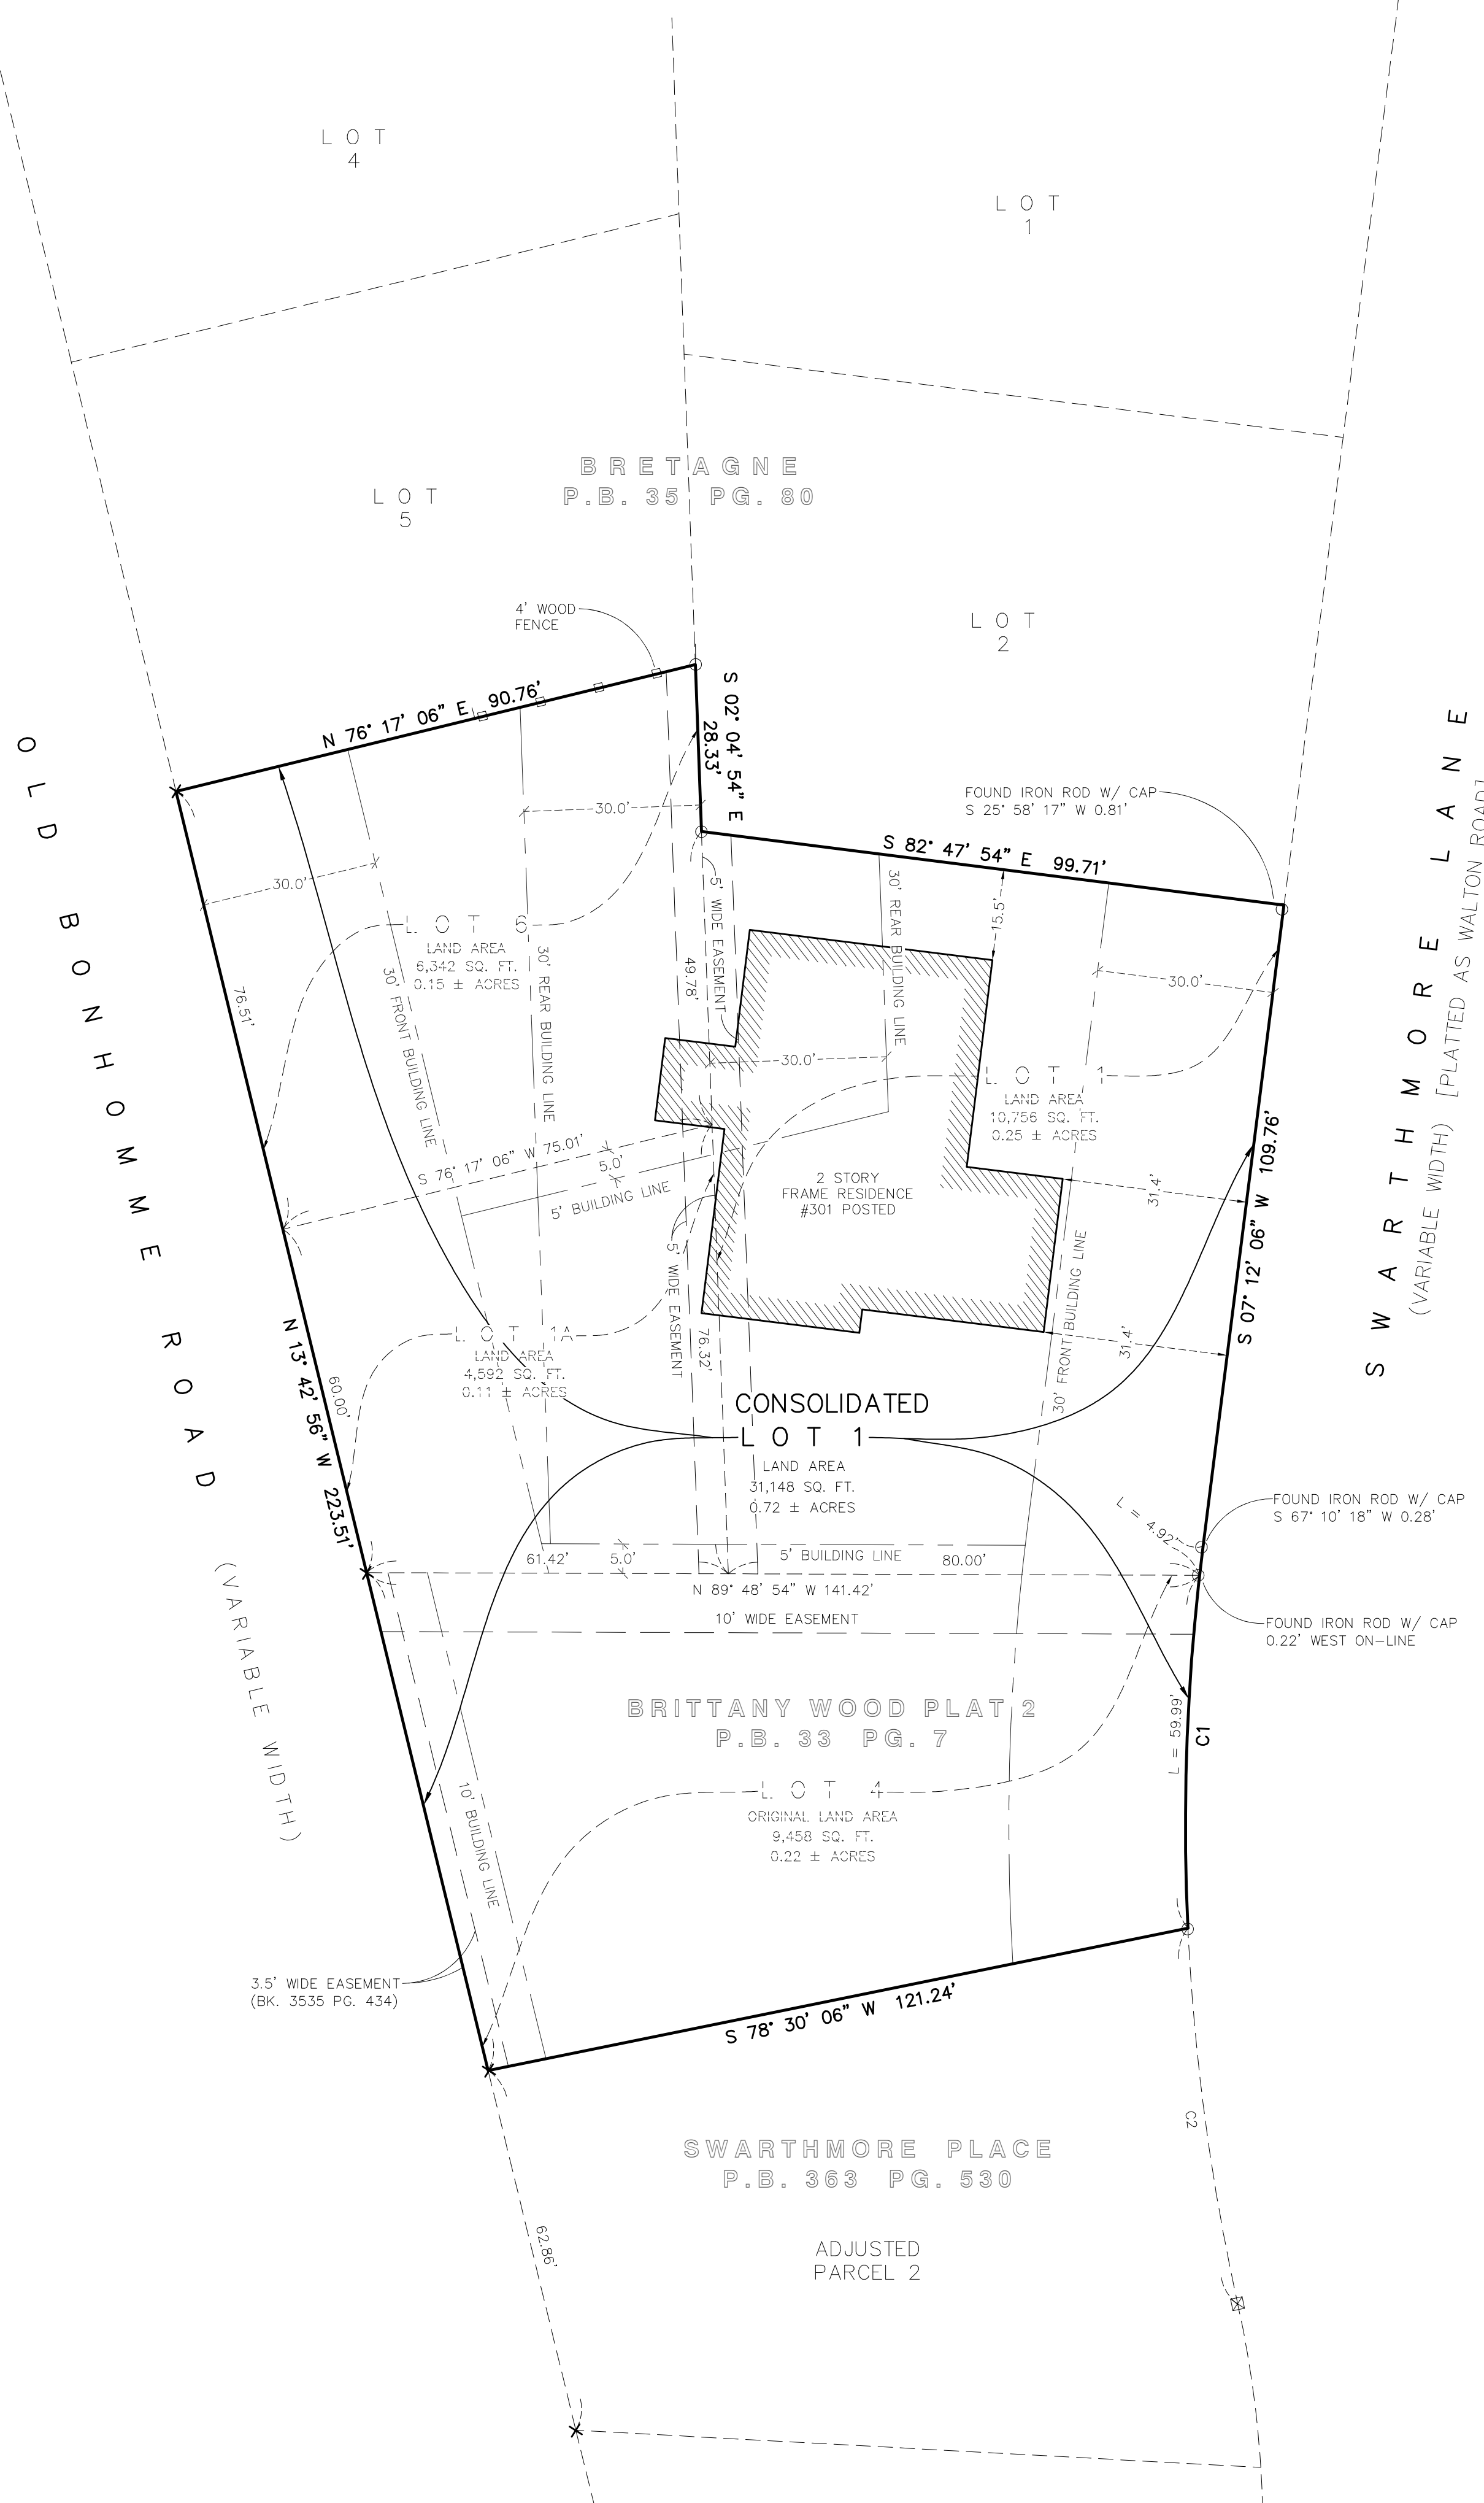 LOT
4
LOT
1
BRETAGNE
P.B. 35 PG. 80
LOT
5
LOT
2
4' WOOD
FENCE
N 76° 17' 06" E 90.76'
S 02° 04' 54" E
28.33'
FOUND IRON ROD W/ CAP
S 25° 58' 17" W 0.81'
S 82° 47' 54" E 99.71'
OLD BONHOMME ROAD
(VARIABLE WIDTH)
SWARTHMORE LANE
(VARIABLE WIDTH) [PLATTED AS WALTON ROAD]
30.0'
30.0'
15.5'
30.0'
30.0'
LOT 6
LAND AREA
6,342 SQ. FT.
0.15 ± ACRES
30' FRONT BUILDING LINE
30' REAR BUILDING LINE
5' WIDE EASEMENT
49.78'
30' REAR BUILDING LINE
76.51'
LOT 1
LAND AREA
10,756 SQ. FT.
0.25 ± ACRES
S 76° 17' 06" W 75.01'
5.0'
5' BUILDING LINE
2 STORY
FRAME RESIDENCE
#301 POSTED
31.4'
31.4'
S 07° 12' 06" W 109.76'
30' FRONT BUILDING LINE
5' WIDE EASEMENT
76.32'
LOT 1A
LAND AREA
4,592 SQ. FT.
0.11 ± ACRES
60.00'
N 13° 42' 56" W 223.51'
CONSOLIDATED
LOT 1
LAND AREA
31,148 SQ. FT.
0.72 ± ACRES
L = 4.92'
FOUND IRON ROD W/ CAP
S 67° 10' 18" W 0.28'
61.42'
5.0'
5' BUILDING LINE
80.00'
N 89° 48' 54" W 141.42'
10' WIDE EASEMENT
FOUND IRON ROD W/ CAP
0.22' WEST ON-LINE
BRITTANY WOOD PLAT 2
P.B. 33 PG. 7
L = 59.99'
C1
LOT 4
ORIGINAL LAND AREA
9,458 SQ. FT.
0.22 ± ACRES
10' BUILDING LINE
3.5' WIDE EASEMENT
(BK. 3535 PG. 434)
S 78° 30' 06" W 121.24'
C2
SWARTHMORE PLACE
P.B. 363 PG. 530
62.86'
ADJUSTED
PARCEL 2